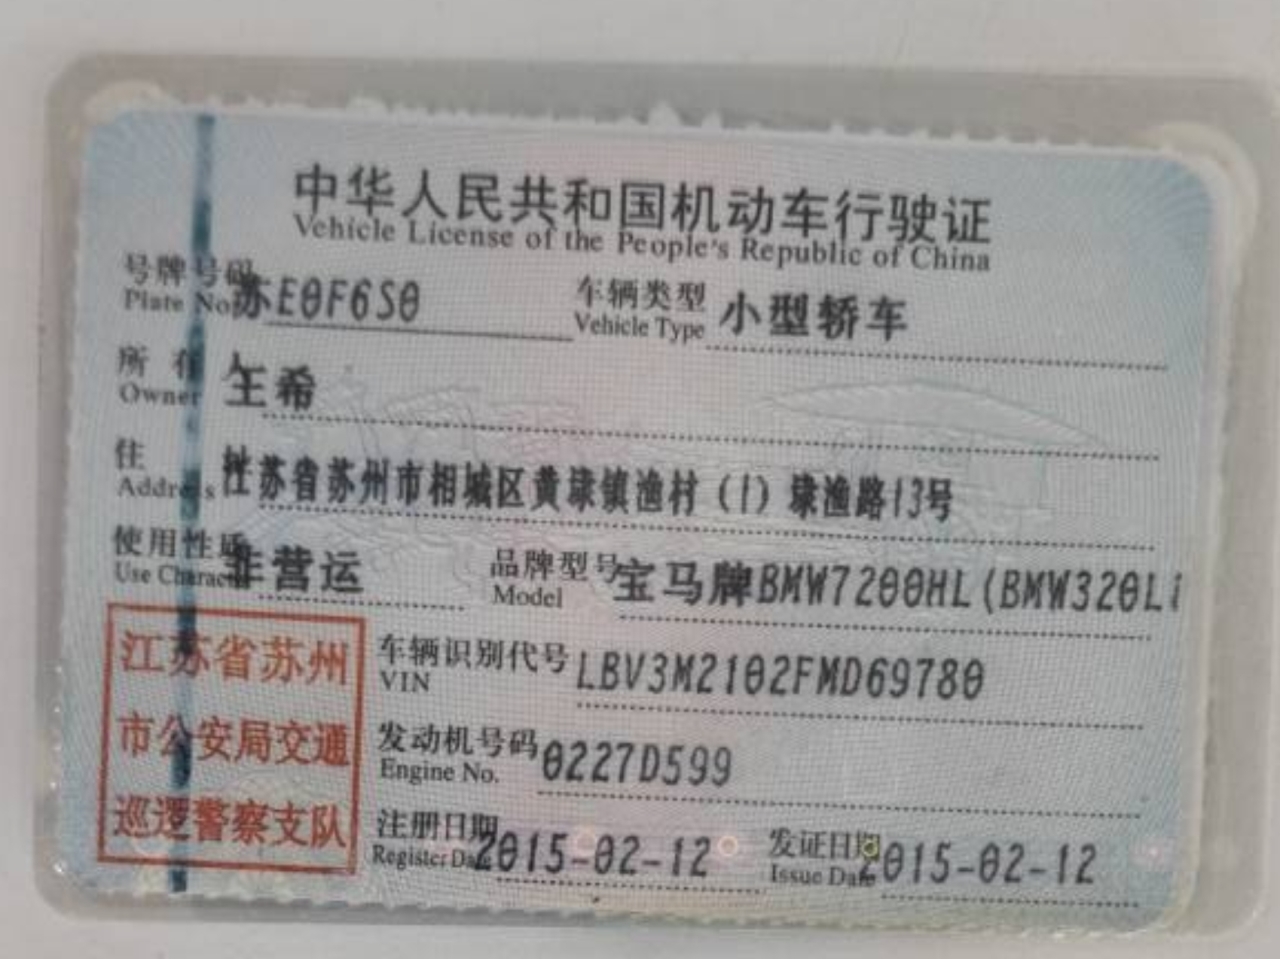 中华人民共和国机动车行驶证
Vehicle License of the People's Republic of China
号牌号码 苏E0F6S0 车辆类型 小型轿车
Plate No. Vehicle Type
所有人 王希
Owner
住址 江苏省苏州市相城区黄埭镇渔村(1)埭渔路13号
Address
使用性质 非营运 品牌型号 宝马牌BMW7200HL(BMW320Li
Use Character Model
江苏省苏州
市公安局交通
巡逻警察支队
车辆识别代号 LBV3M2102FMD69780
VIN
发动机号码 0227D599
Engine No.
注册日期 2015-02-12 发证日期 2015-02-12
Register Date Issue Date